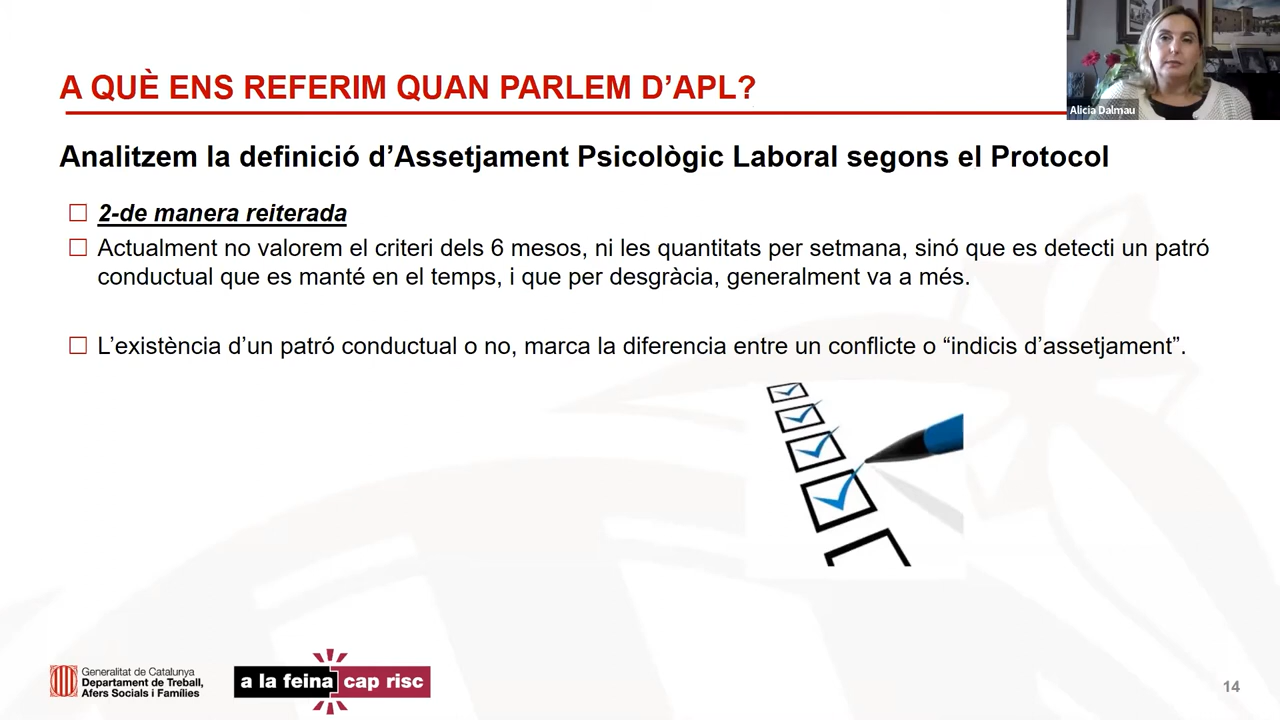 Alicia Dalmau
A QUÈ ENS REFERIM QUAN PARLEM D’APL?
Analitzem la definició d’Assetjament Psicològic Laboral segons el Protocol
2-de manera reiterada
Actualment no valorem el criteri dels 6 mesos, ni les quantitats per setmana, sinó que es detecti un patró
conductual que es manté en el temps, i que per desgràcia, generalment va a més.
L’existència d’un patró conductual o no, marca la diferencia entre un conflicte o “indicis d’assetjament”.
Generalitat de Catalunya
Departament de Treball,
Afers Socials i Famílies
a la feina cap risc
14